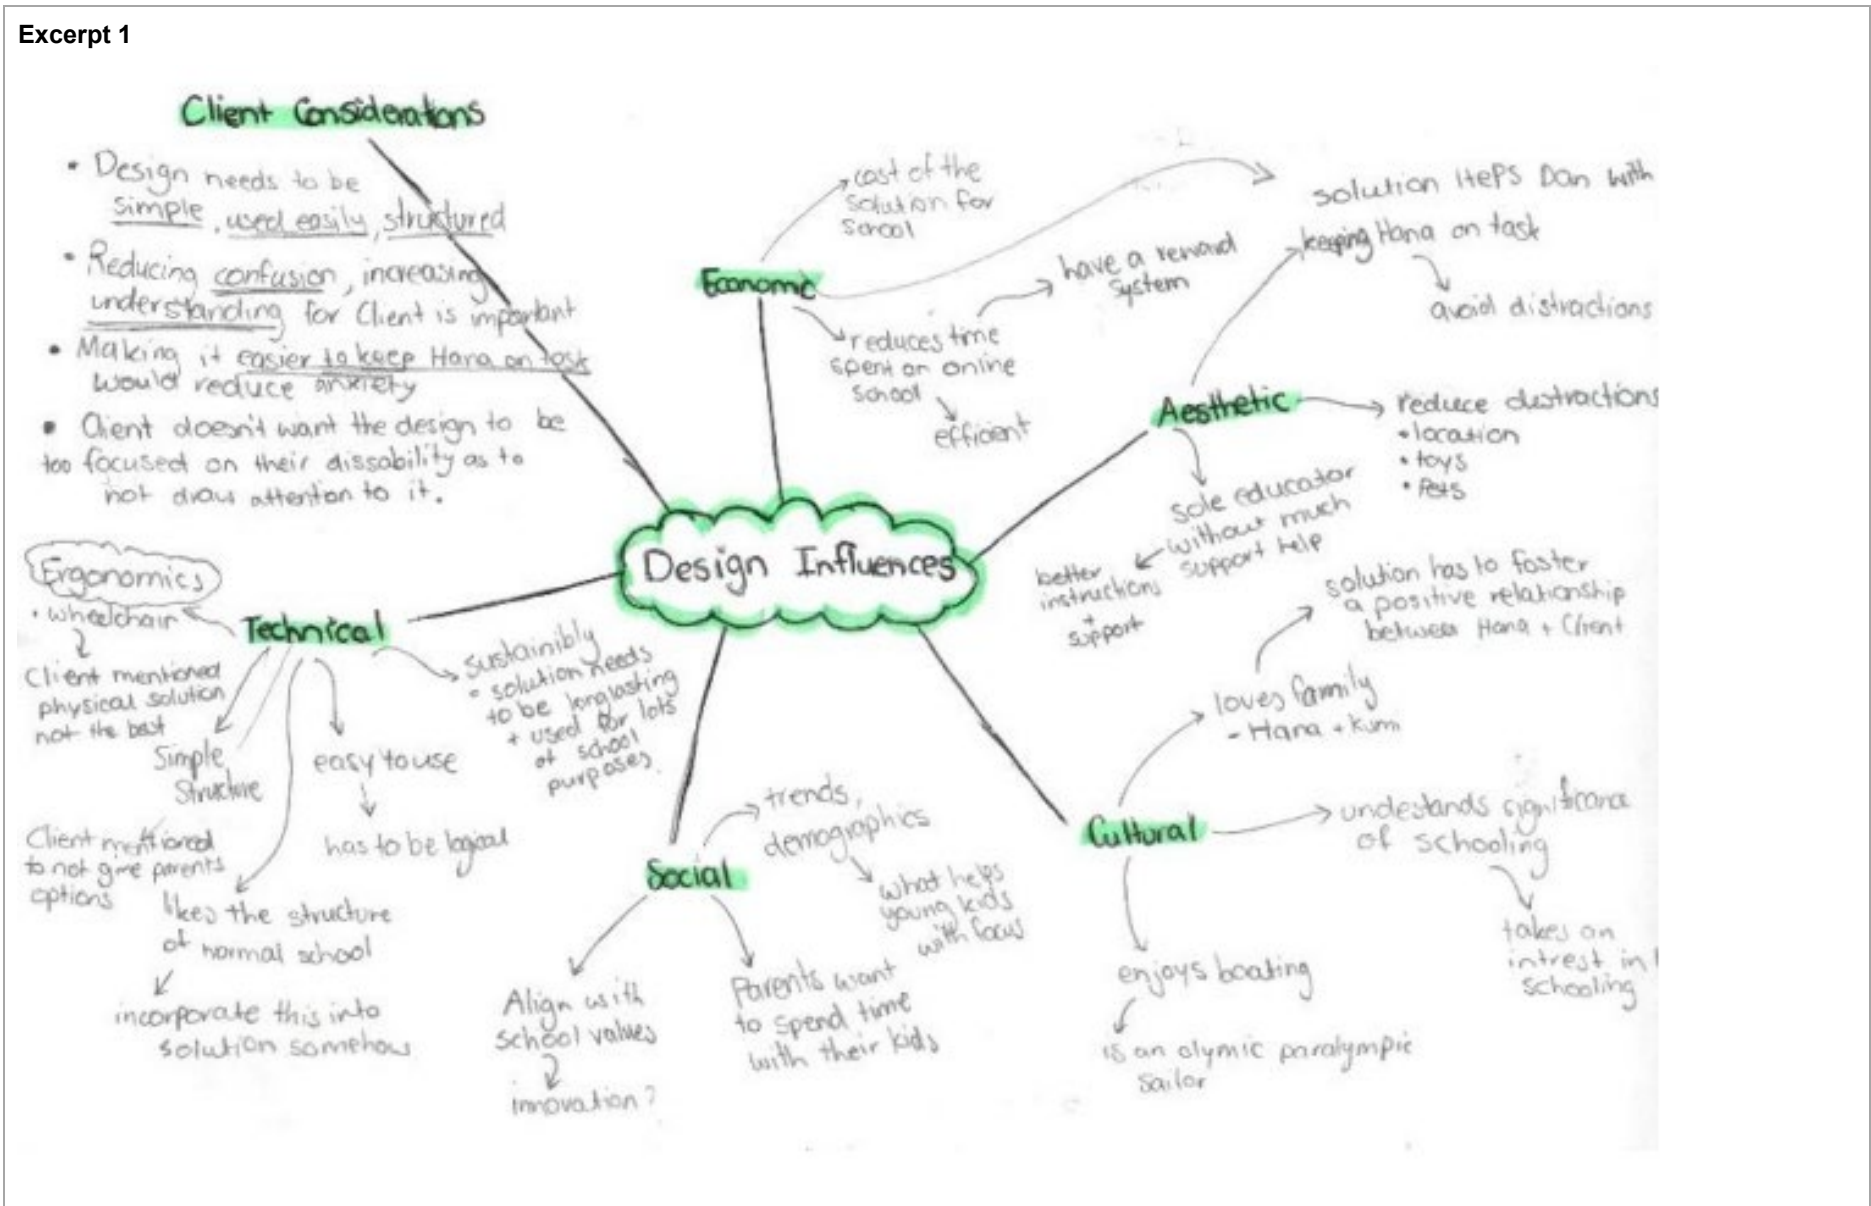 Excerpt 1
Client Considerations
• Design needs to be
simple, used easily, structured
• Reducing confusion, increasing
understanding for Client is important
• Making it easier to keep Hana on task
would reduce anxiety
• Client doesn't want the design to be
too focused on their dissability as to
not draw attention to it.
Economic
cost of the
solution for
school
reduces time
spent on online
school
efficient
have a reward
system
solution Heps Dan with
keeping Hana on task
avoid distractions
Aesthetic
reduce distractions
• location
• toys
• Pets
sole educator
without much
support help
better
instructions
+
support
Design Influences
Ergonomics
• wheelchair
Client mentioned
physical solution
not the best
Technical
Simple
Structure
Client mentioned
to not give parents
options
easy to use
has to be logical
likes the structure
of normal school
incorporate this into
solution somehow
sustainibly
• solution needs
to be longlasting
+ used for lots
of school
purposes.
Social
trends,
demographics
what helps
young kids
with focus
Align with
school values
innovation?
Parents want
to spend time
with their kids
Cultural
loves family
- Hana + Kumi
solution has to foster
a positive relationship
between Hana + Client
undestands significance
of schooling
takes an
intrest in
schooling
enjoys boating
is an olymic paralympic
sailor